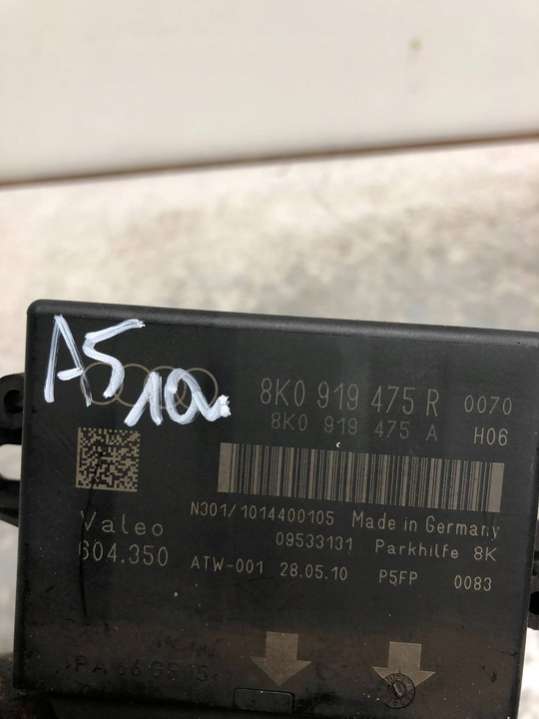 A5
10a
8K0 919 475 R 0070
8K0 919 475 A H06
N301/1014400105 Made in Germany
Valeo 09533131 Parkhilfe 8K
604.350 ATW-001 28.05.10 P5FP 0083